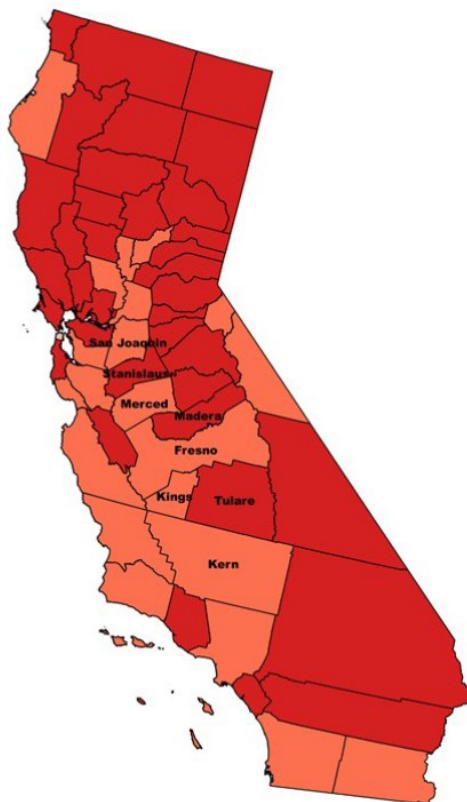 San Joaquin
Stanislaus
Merced
Madera
Fresno
Kings
Tulare
Kern